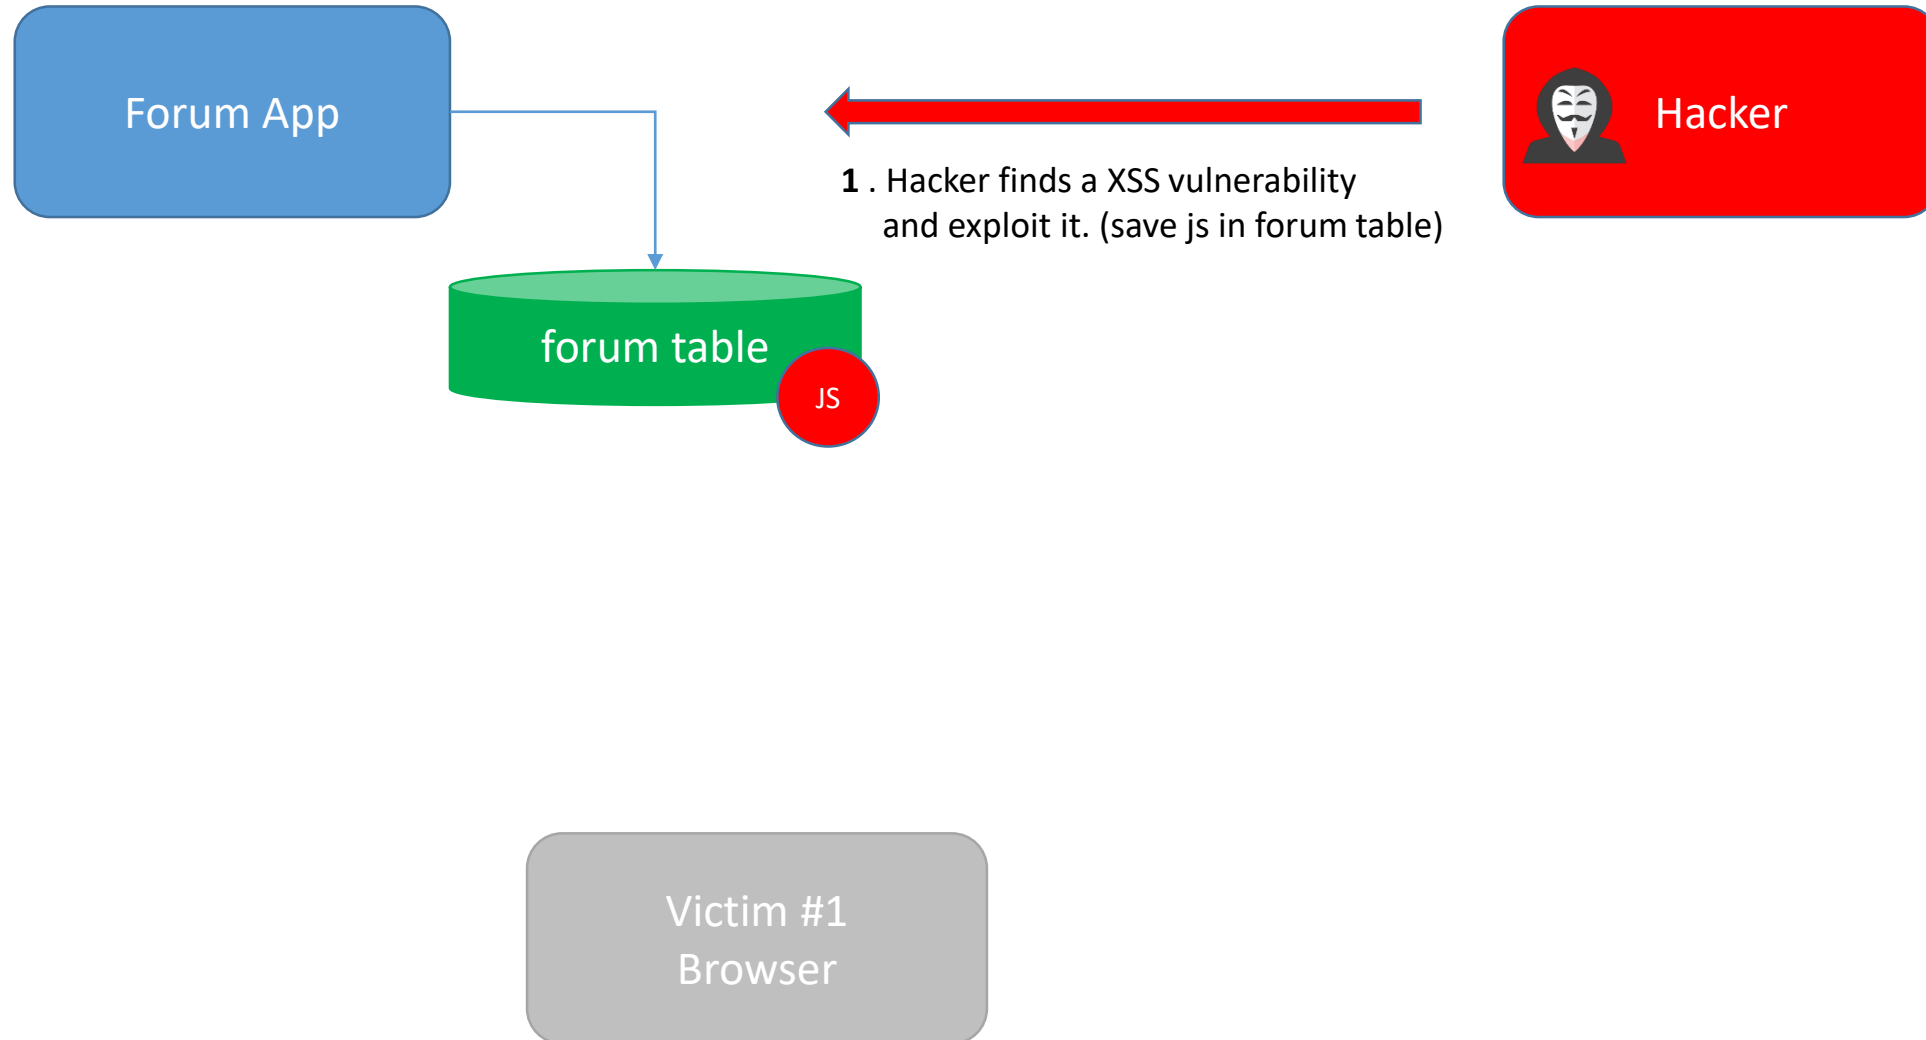 Forum App
Hacker
1 . Hacker finds a XSS vulnerability
and exploit it. (save js in forum table)
forum table
JS
Victim #1
Browser